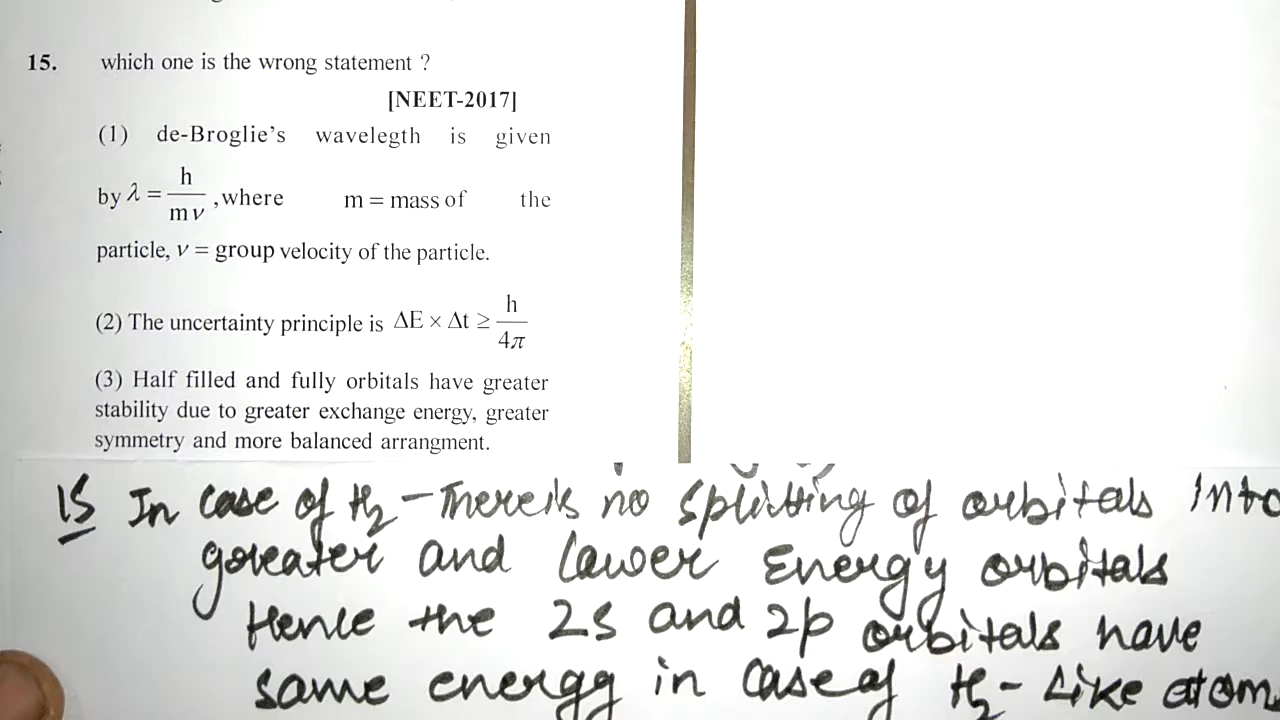 15. which one is the wrong statement ?
[NEET-2017]
(1) de-Broglie's wavelegth is given
by λ = h / mν , where m = mass of the
particle, ν = group velocity of the particle.
(2) The uncertainty principle is ΔE × Δt ≥ h / 4π
(3) Half filled and fully orbitals have greater
stability due to greater exchange energy, greater
symmetry and more balanced arrangment.
15 In case of H2 - There is no splitting of orbitals into
greater and lawer energy orbitals
Hence the 2s and 2p orbitals have
same energy in case of H2 - Like atom